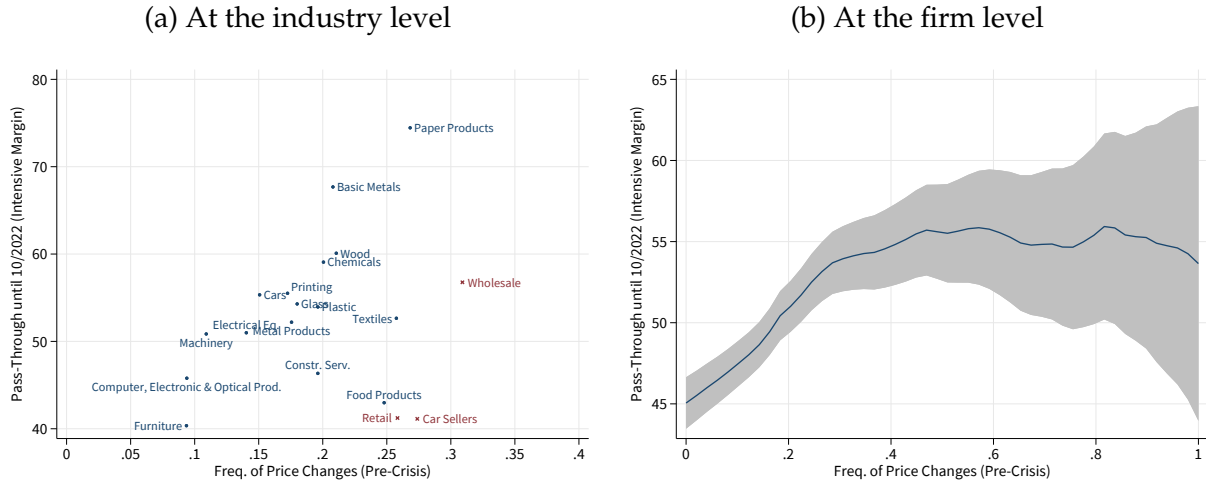 (a) At the industry level
Pass-Through until 10/2022 (Intensive Margin)
80
70
60
50
40
Paper Products
Basic Metals
Wood
Chemicals
Wholesale
Printing
Cars
Glass
Plastic
Textiles
Electrical Eq.
Metal Products
Machinery
Constr. Serv.
Computer, Electronic & Optical Prod.
Food Products
Retail
Car Sellers
Furniture
0 .05 .1 .15 .2 .25 .3 .35 .4
Freq. of Price Changes (Pre-Crisis)
(b) At the firm level
Pass-Through until 10/2022 (Intensive Margin)
65
60
55
50
45
0 .2 .4 .6 .8 1
Freq. of Price Changes (Pre-Crisis)